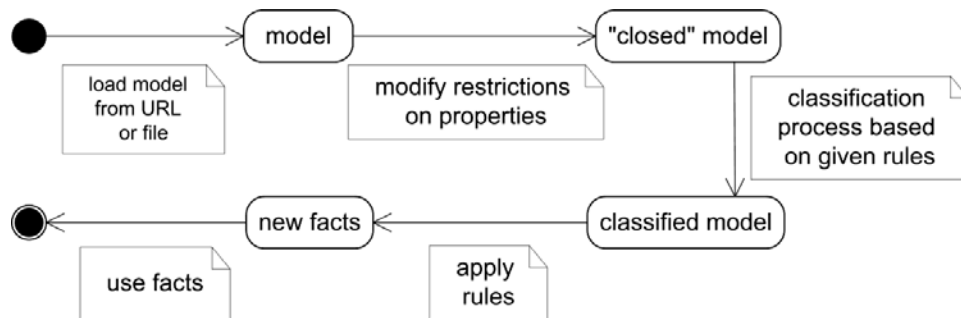 model
"closed" model
load model
from URL
or file
modify restrictions
on properties
classification
process based
on given rules
new facts
classified model
use facts
apply
rules